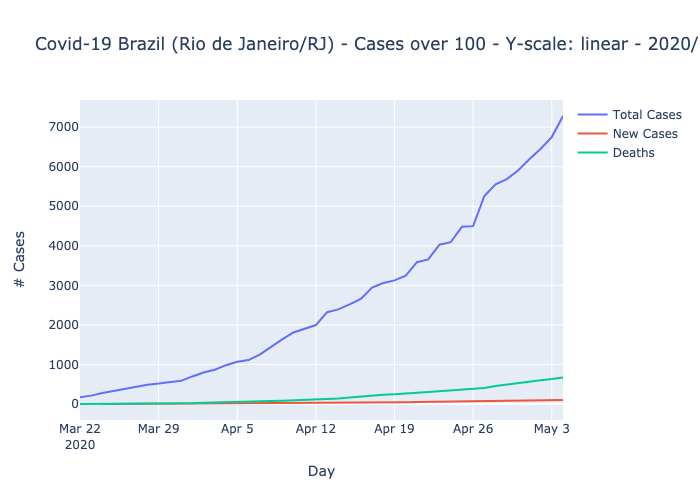 Covid-19 Brazil (Rio de Janeiro/RJ) - Cases over 100 - Y-scale: linear - 2020/
Total Cases
New Cases
Deaths
# Cases
7000
6000
5000
4000
3000
2000
1000
0
Mar 22 Mar 29 Apr 5 Apr 12 Apr 19 Apr 26 May 3
2020
Day